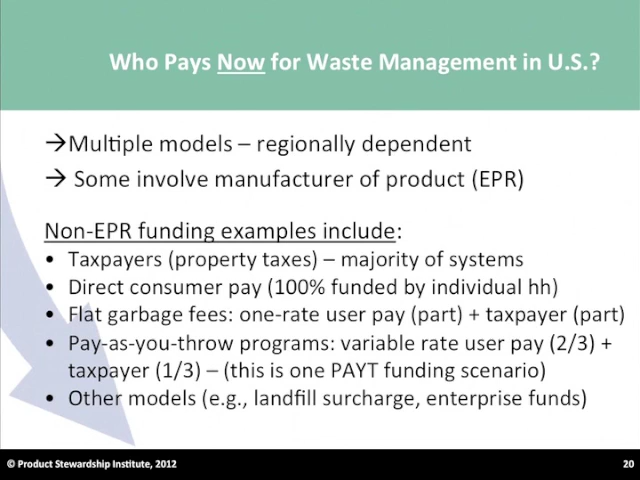 Who Pays Now for Waste Management in U.S.?
→Multiple models – regionally dependent
→ Some involve manufacturer of product (EPR)
Non-EPR funding examples include:
• Taxpayers (property taxes) – majority of systems
• Direct consumer pay (100% funded by individual hh)
• Flat garbage fees: one-rate user pay (part) + taxpayer (part)
• Pay-as-you-throw programs: variable rate user pay (2/3) +
taxpayer (1/3) – (this is one PAYT funding scenario)
• Other models (e.g., landfill surcharge, enterprise funds)
© Product Stewardship Institute, 2012 20